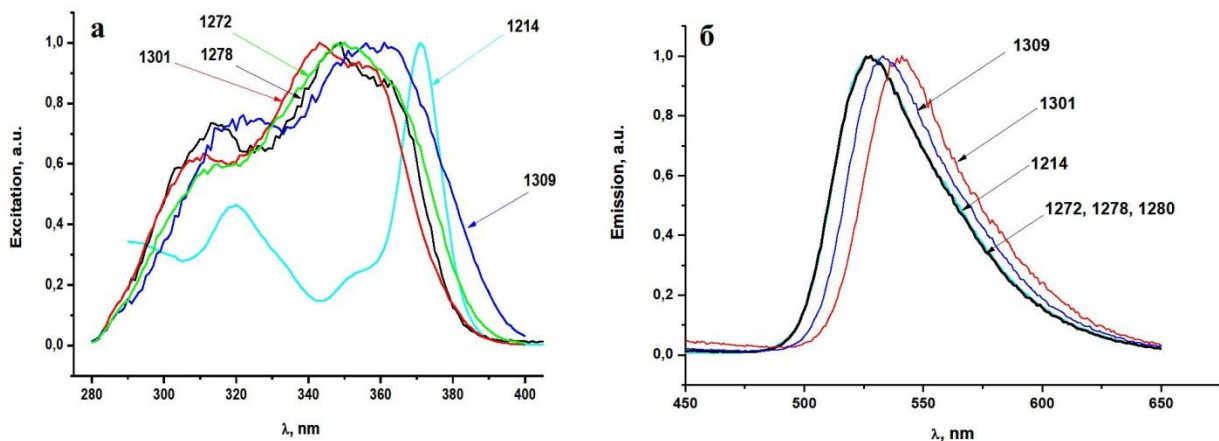 а
1272
1278
1301
1214
1309
Excitation, a.u.
1,0
0,8
0,6
0,4
0,2
0,0
280 300 320 340 360 380 400
λ, nm
б
1309
1301
1214
1272, 1278, 1280
Emission, a.u.
1,0
0,8
0,6
0,4
0,2
0,0
450 500 550 600 650
λ, nm